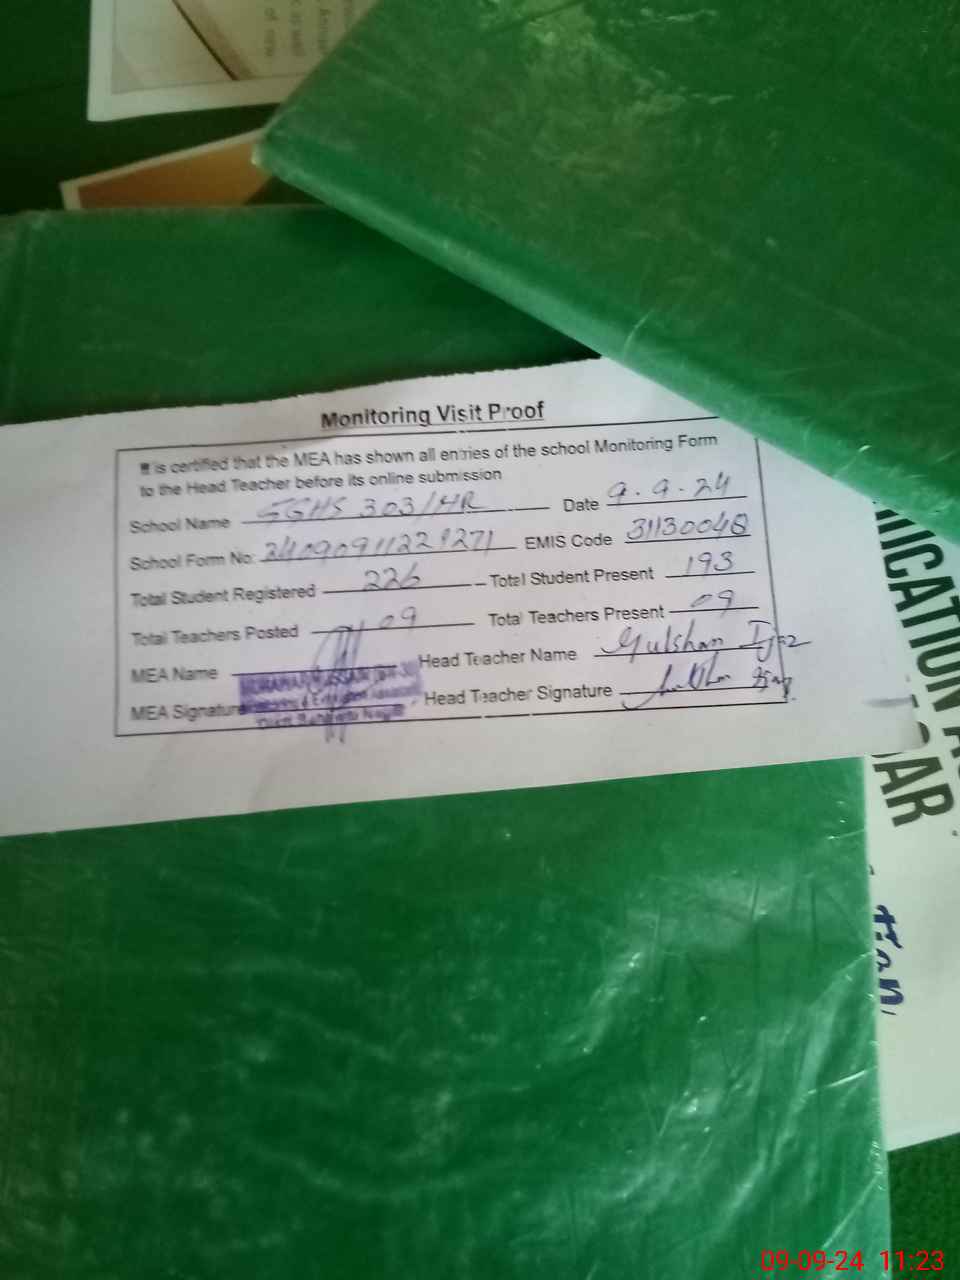 Monitoring Visit Proof
It is certified that the MEA has shown all entries of the school Monitoring Form
to the Head Teacher before its online submission
School Name GGHS 303/HR Date 9.9.24
School Form No: 34090911221271 EMIS Code 31130048
Total Student Registered 226 Total Student Present 193
Total Teachers Posted 09 Total Teachers Present 09
MEA Name Head Teacher Name Gulshan Ijaz
MEA Signature Head Teacher Signature
09-09-24 11:23